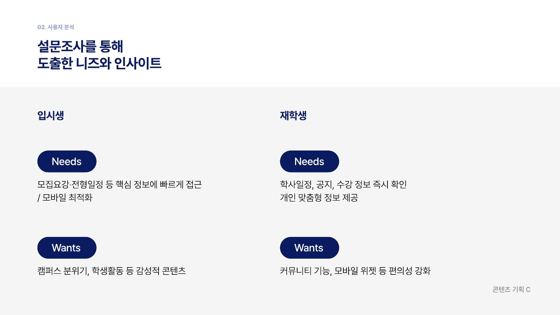 02. 사용자 분석
설문조사를 통해
도출한 니즈와 인사이트
입시생
Needs
모집요강·전형일정 등 핵심 정보에 빠르게 접근
/ 모바일 최적화
Wants
캠퍼스 분위기, 학생활동 등 감성적 콘텐츠
재학생
Needs
학사일정, 공지, 수강 정보 즉시 확인
개인 맞춤형 정보 제공
Wants
커뮤니티 기능, 모바일 위젯 등 편의성 강화
콘텐츠 기획 C